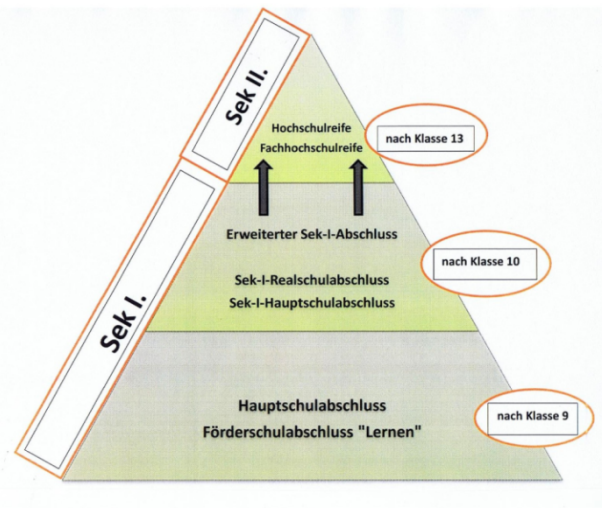 Sek II.
Hochschulreife
Fachhochschulreife
nach Klasse 13
Erweiterter Sek-I-Abschluss
nach Klasse 10
Sek-I-Realschulabschluss
Sek-I-Hauptschulabschluss
Sek I.
Hauptschulabschluss
nach Klasse 9
Förderschulabschluss "Lernen"